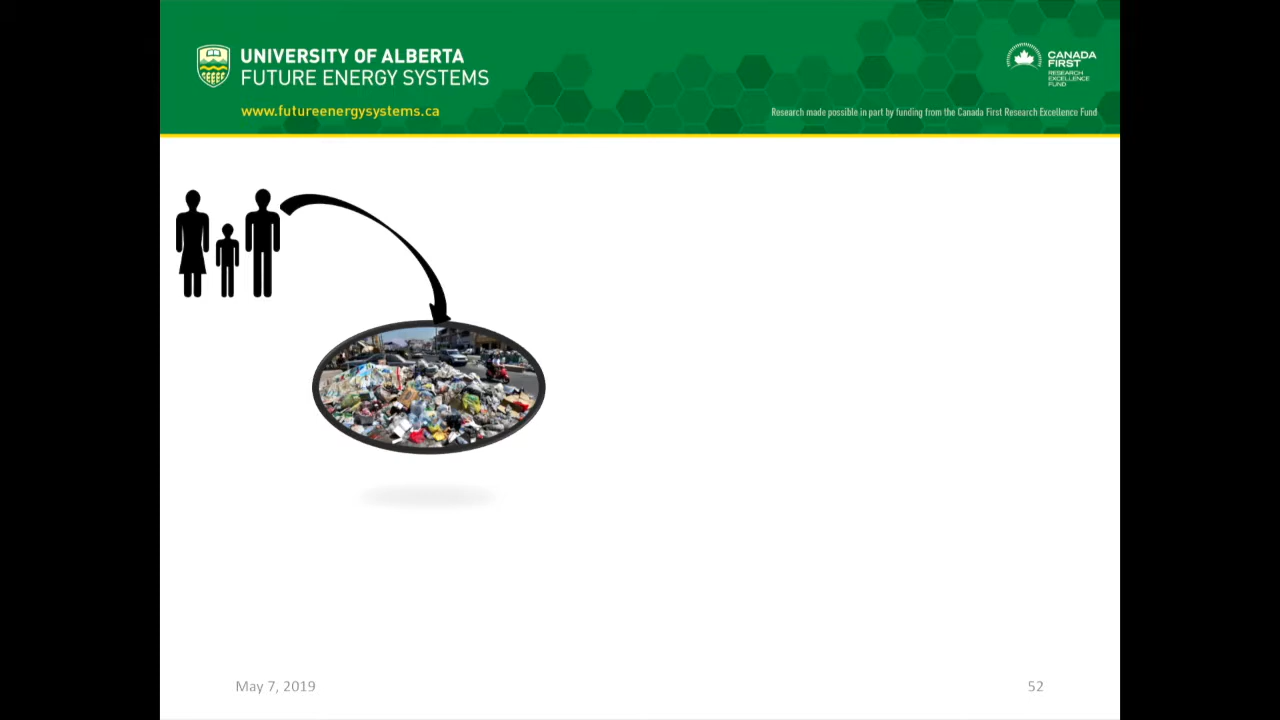 UNIVERSITY OF ALBERTA
FUTURE ENERGY SYSTEMS
www.futureenergysystems.ca
CANADA
FIRST
RESEARCH
EXCELLENCE
FUND
Research made possible in part by funding from the Canada First Research Excellence Fund
May 7, 2019
52